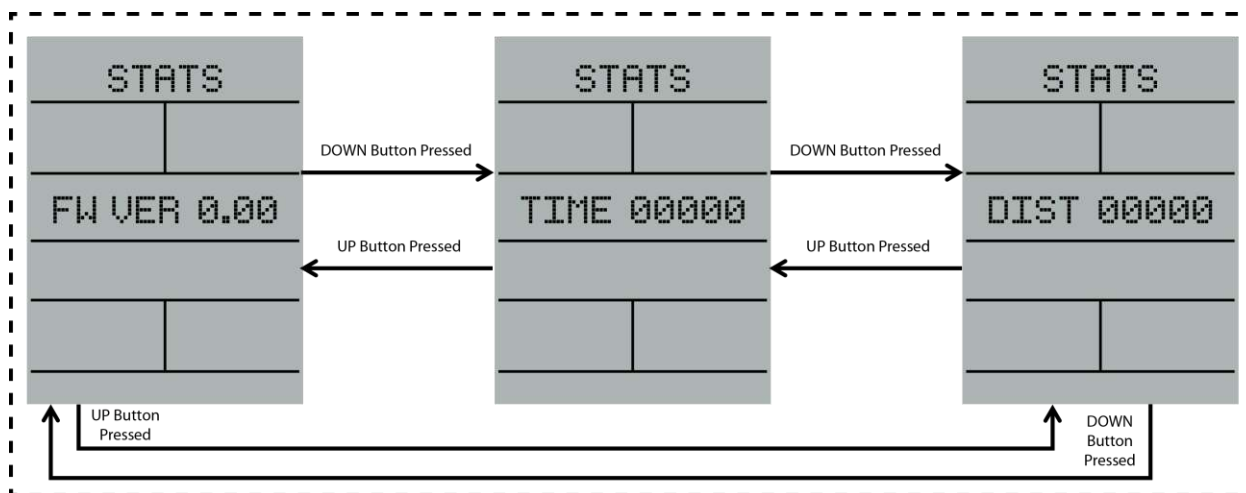 STATS
STATS
STATS
DOWN Button Pressed
DOWN Button Pressed
FW VER 0.00
TIME 00000
DIST 00000
UP Button Pressed
UP Button Pressed
UP Button
Pressed
DOWN
Button
Pressed